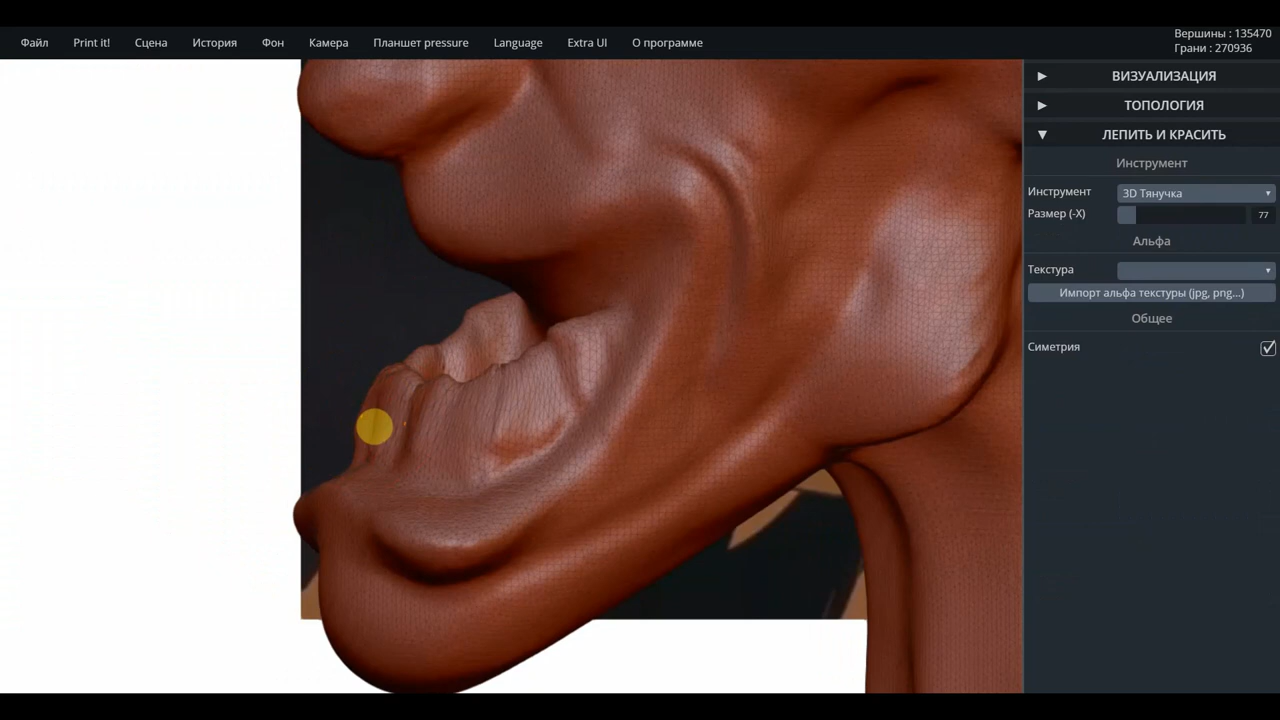 Файл Print it! Сцена История Фон Камера Планшет pressure Language Extra UI О программе
Вершины : 135470
Грани : 270936
ВИЗУАЛИЗАЦИЯ
ТОПОЛОГИЯ
ЛЕПИТЬ И КРАСИТЬ
Инструмент
Инструмент 3D Тянучка
Размер (-X) 77
Альфа
Текстура
Импорт альфа текстуры (jpg, png...)
Общее
Симетрия